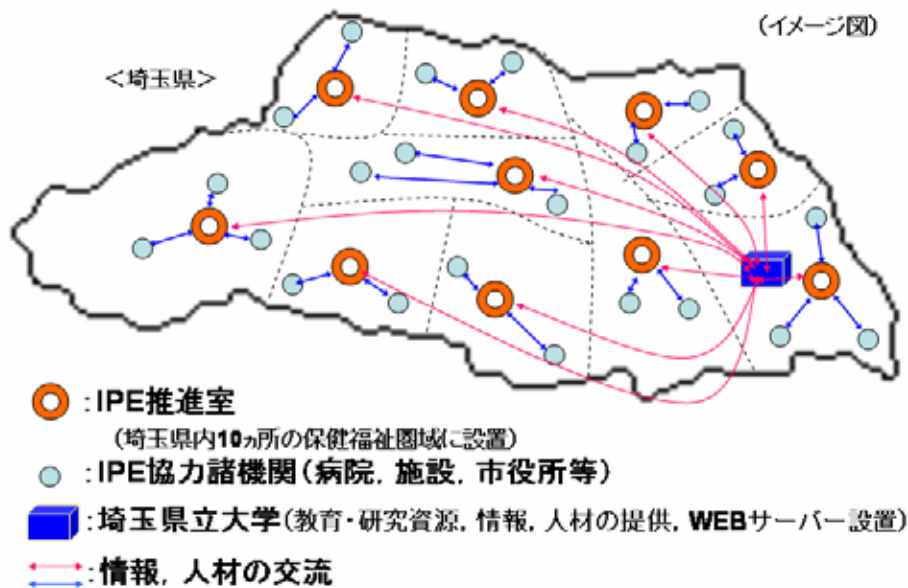 (イメージ図)
＜埼玉県＞
：IPE推進室
(埼玉県内10ヵ所の保健福祉圏域に設置)
：IPE協力諸機関(病院，施設，市役所等)
：埼玉県立大学(教育・研究資源，情報，人材の提供，WEBサーバー設置)
：情報，人材の交流